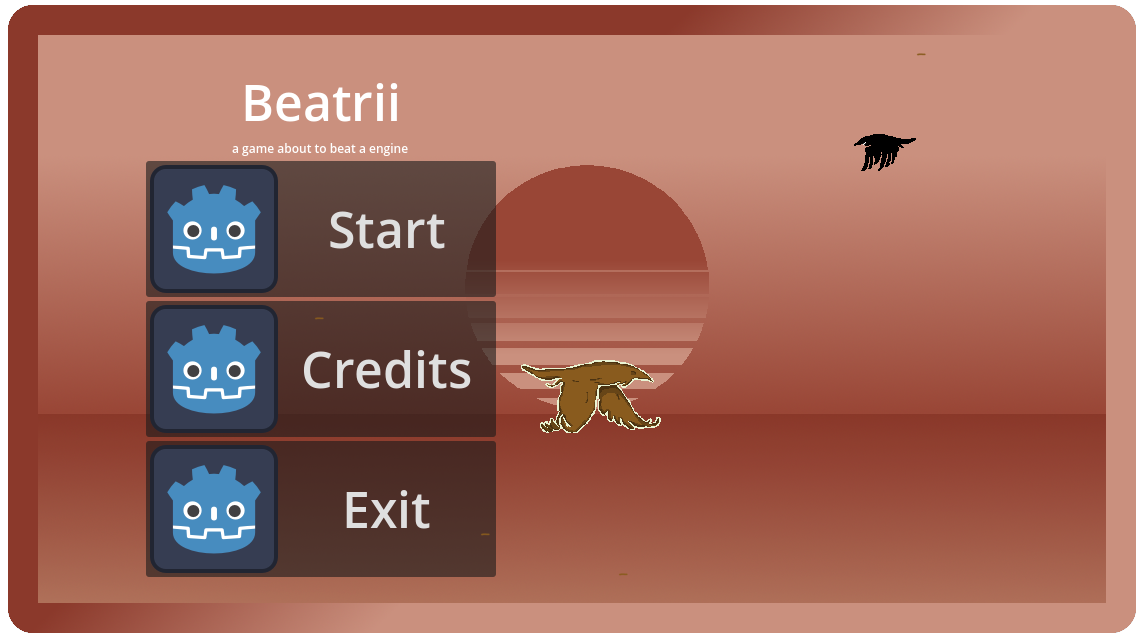 Beatrii
a game about to beat a engine
Start
Credits
Exit